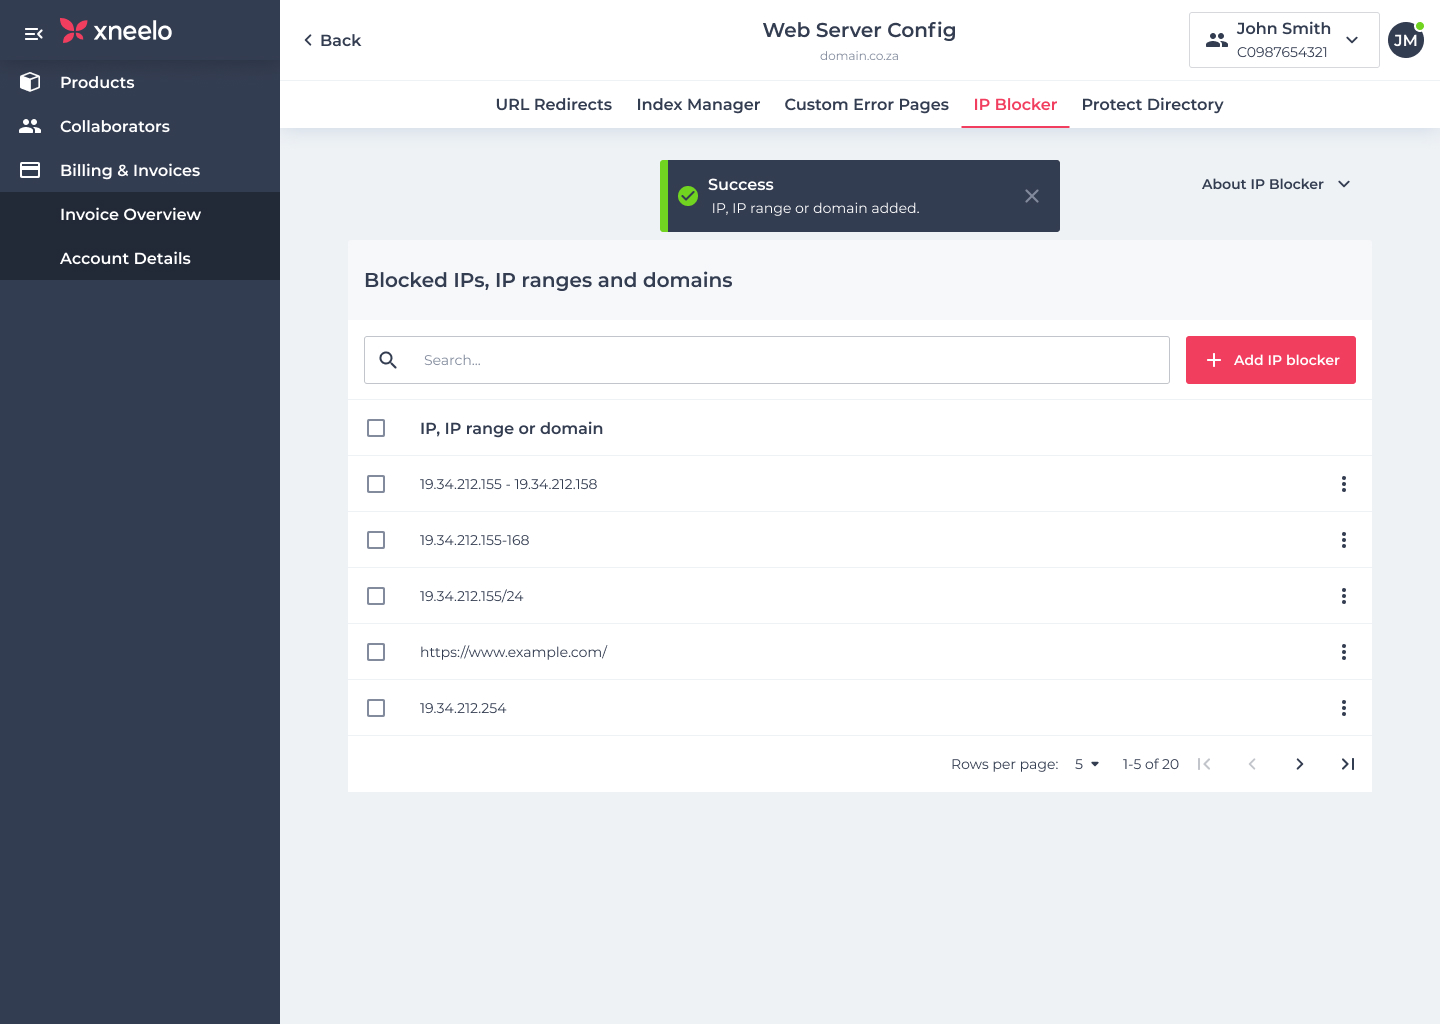 xneelo
Products
Collaborators
Billing & Invoices
Invoice Overview
Account Details
Back
Web Server Config
domain.co.za
John Smith
C0987654321
JM
URL Redirects
Index Manager
Custom Error Pages
IP Blocker
Protect Directory
Success
IP, IP range or domain added.
About IP Blocker
Blocked IPs, IP ranges and domains
Search...
Add IP blocker
IP, IP range or domain
19.34.212.155 - 19.34.212.158
19.34.212.155-168
19.34.212.155/24
https://www.example.com/
19.34.212.254
Rows per page: 5 1-5 of 20